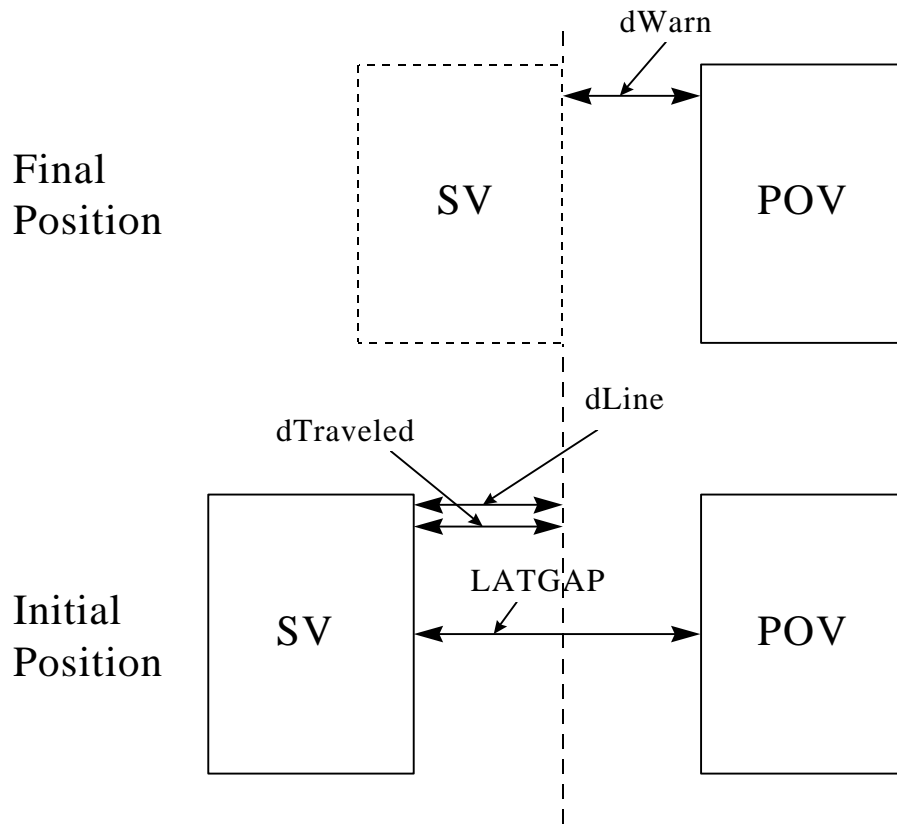 dWarn
Final
Position
SV
POV
dLine
dTraveled
LATGAP
Initial
Position
SV
POV